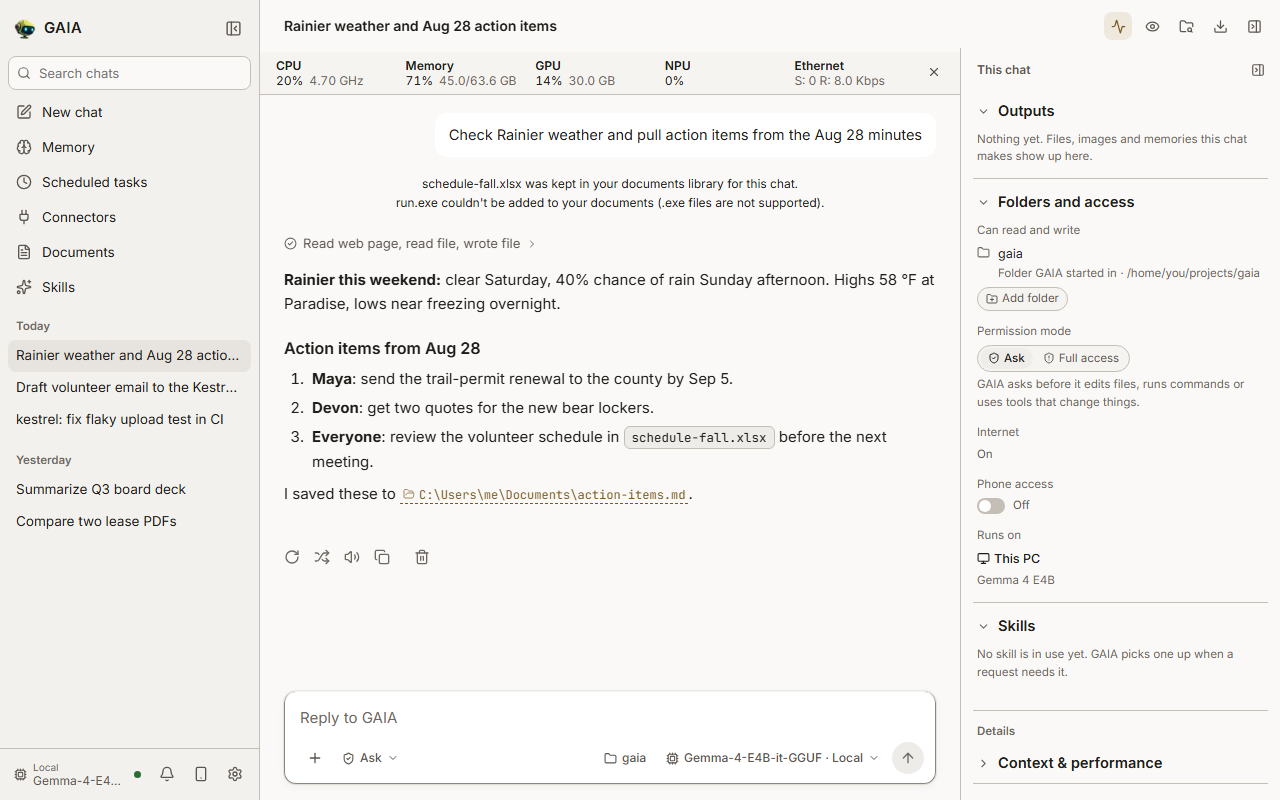 GAIA
Search chats
New chat
Memory
Scheduled tasks
Connectors
Documents
Skills
Today
Rainier weather and Aug 28 actio...
Draft volunteer email to the Kestr...
kestrel: fix flaky upload test in CI
Yesterday
Summarize Q3 board deck
Compare two lease PDFs
Local
Gemma-4-E4...
Rainier weather and Aug 28 action items
CPU
20% 4.70 GHz
Memory
71% 45.0/63.6 GB
GPU
14% 30.0 GB
NPU
0%
Ethernet
S: 0 R: 8.0 Kbps
Check Rainier weather and pull action items from the Aug 28 minutes
schedule-fall.xlsx was kept in your documents library for this chat.
run.exe couldn't be added to your documents (.exe files are not supported).
Read web page, read file, wrote file
Rainier this weekend: clear Saturday, 40% chance of rain Sunday afternoon. Highs 58 °F at
Paradise, lows near freezing overnight.
Action items from Aug 28
1. Maya: send the trail-permit renewal to the county by Sep 5.
2. Devon: get two quotes for the new bear lockers.
3. Everyone: review the volunteer schedule in schedule-fall.xlsx before the next
meeting.
I saved these to C:\Users\me\Documents\action-items.md.
Reply to GAIA
Ask
gaia
Gemma-4-E4B-it-GGUF · Local
This chat
Outputs
Nothing yet. Files, images and memories this chat
makes show up here.
Folders and access
Can read and write
gaia
Folder GAIA started in · /home/you/projects/gaia
Add folder
Permission mode
Ask
Full access
GAIA asks before it edits files, runs commands or
uses tools that change things.
Internet
On
Phone access
Off
Runs on
This PC
Gemma 4 E4B
Skills
No skill is in use yet. GAIA picks one up when a
request needs it.
Details
Context & performance